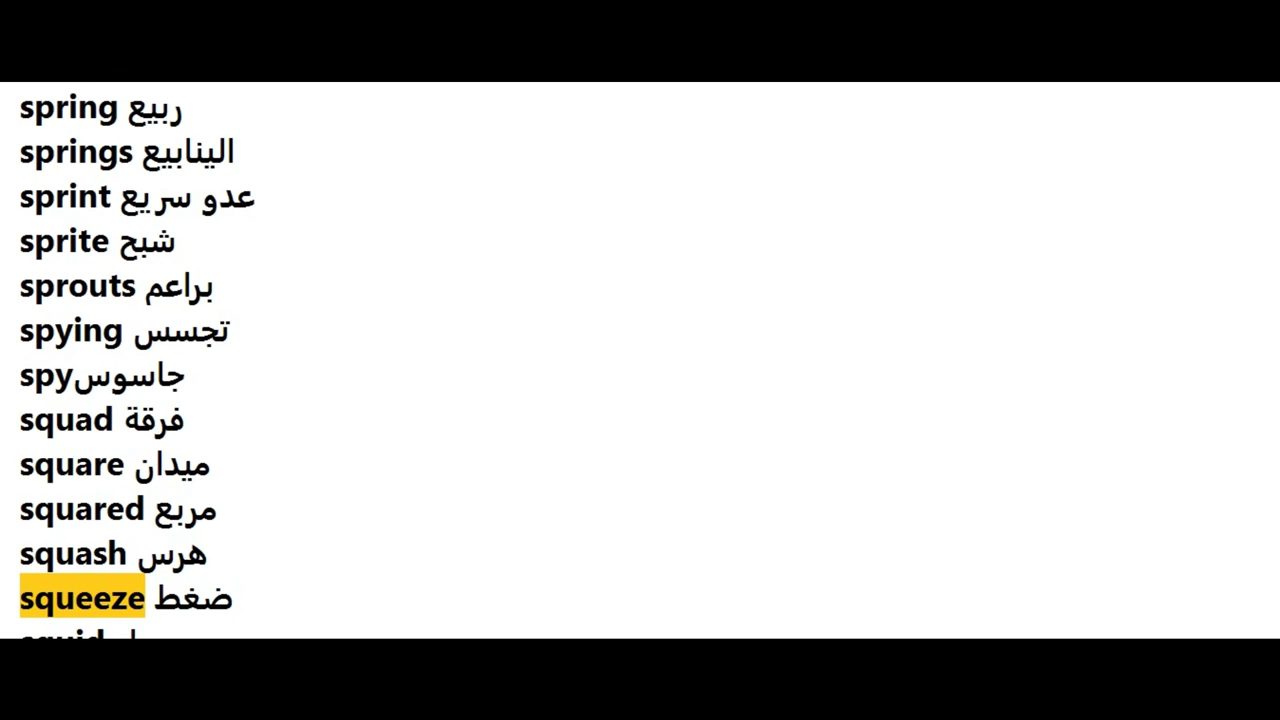 spring ربيع
springs الينابيع
sprint عدو سريع
sprite شبح
sprouts براعم
spying تجسس
spyجاسوس
squad فرقة
square ميدان
squared مربع
squash هرس
squeeze ضغط
squid